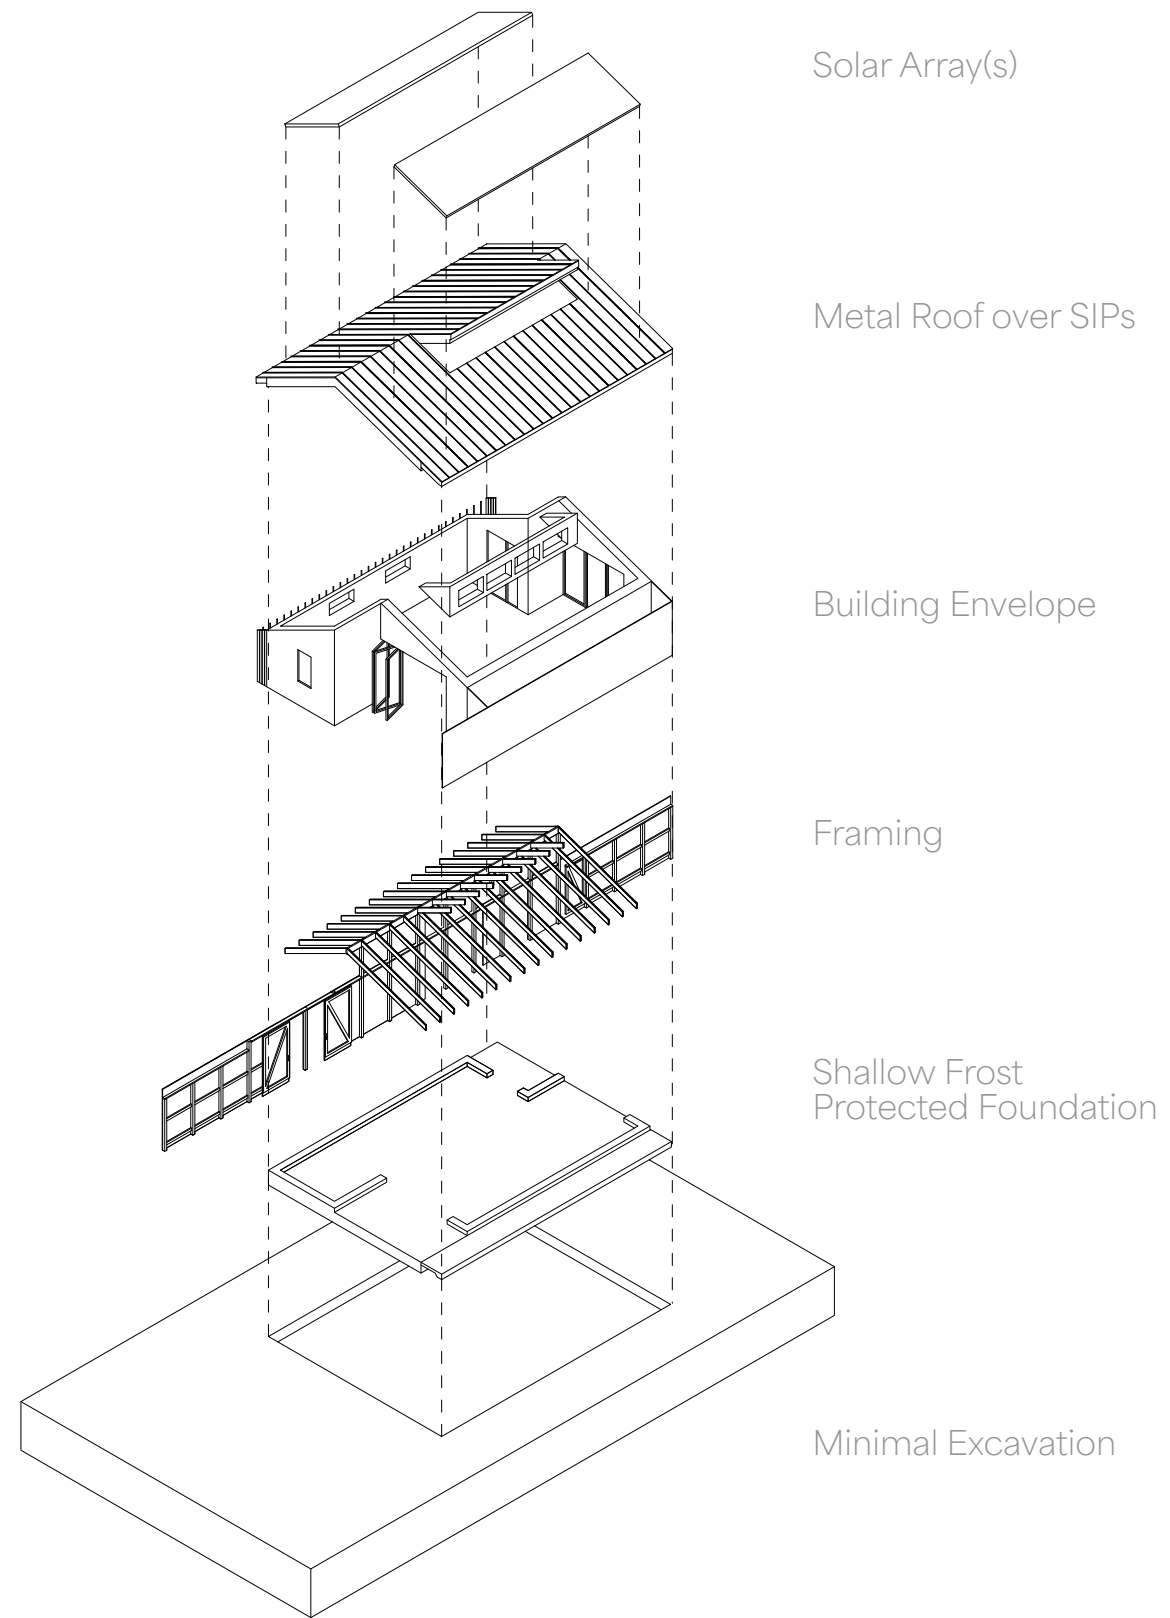 Solar Array(s)
Metal Roof over SIPs
Building Envelope
Framing
Shallow Frost
Protected Foundation
Minimal Excavation